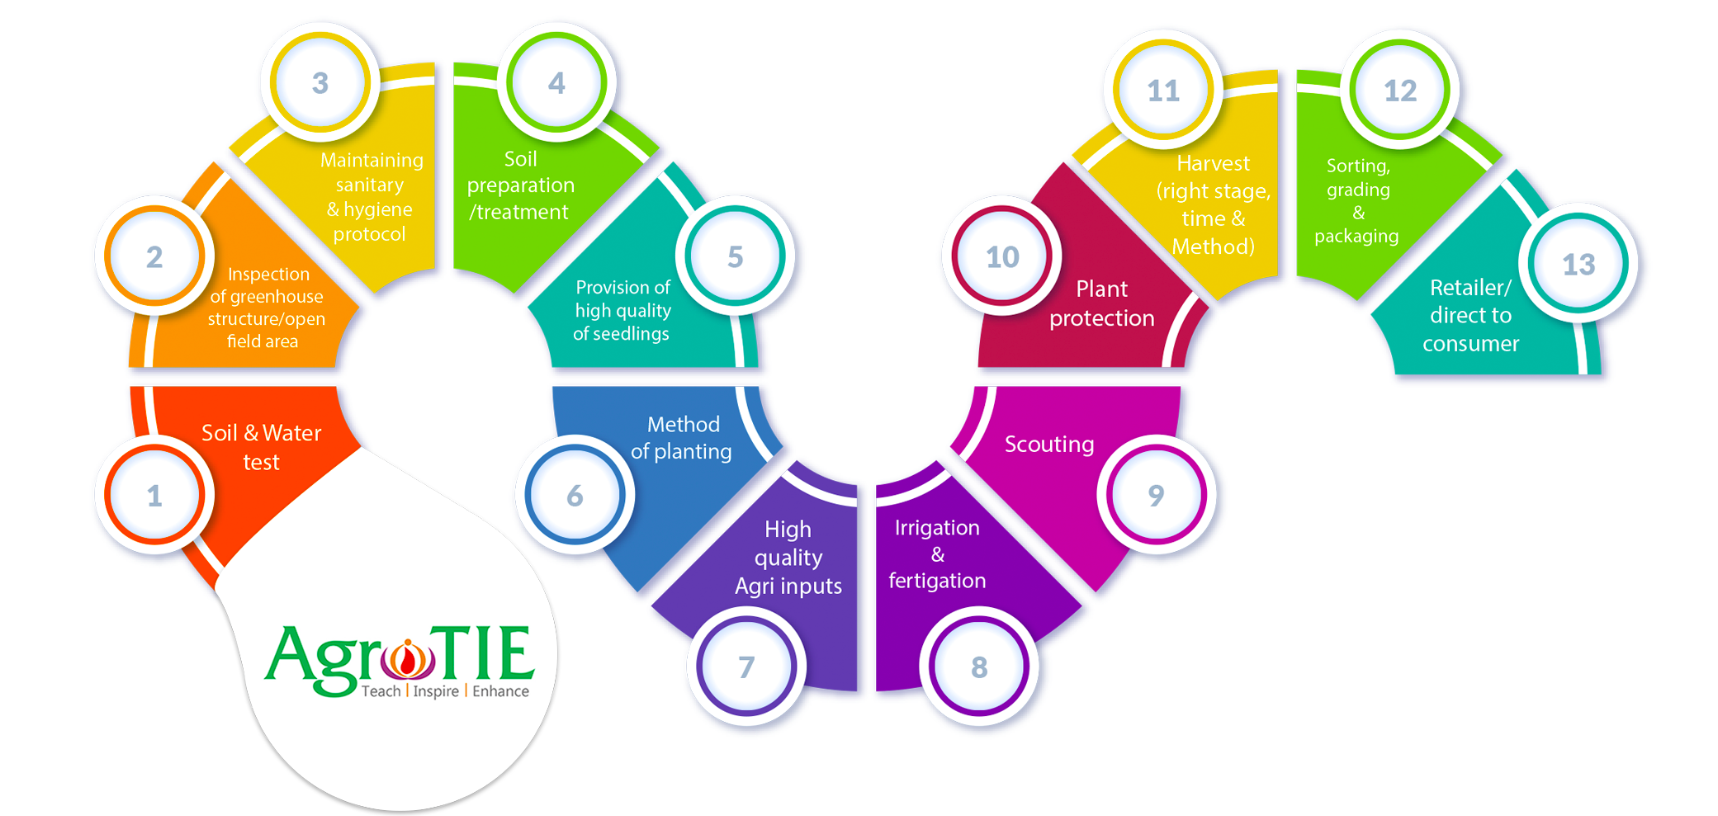 1
Soil & Water
test
2
Inspection
of greenhouse
structure/open
field area
3
Maintaining
sanitary
& hygiene
protocol
4
Soil
preparation
/treatment
5
Provision of
high quality
of seedlings
6
Method
of planting
7
High
quality
Agri inputs
8
Irrigation
&
fertigation
9
Scouting
10
Plant
protection
11
Harvest
(right stage,
time &
Method)
12
Sorting,
grading
&
packaging
13
Retailer/
direct to
consumer
AgroTIE
Teach | Inspire | Enhance